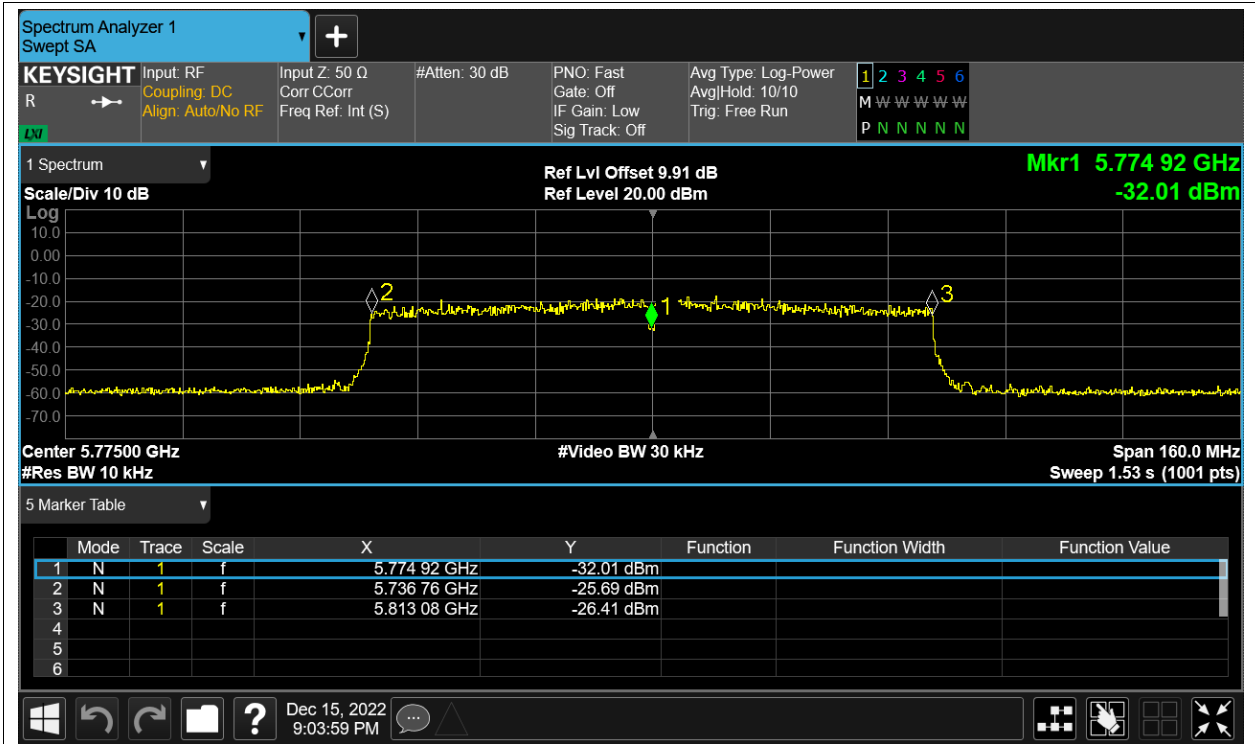 Spectrum Analyzer 1
Swept SA
+
KEYSIGHT
R
LXI
Input: RF
Coupling: DC
Align: Auto/No RF
Input Z: 50 Ω
Corr CCorr
Freq Ref: Int (S)
#Atten: 30 dB
PNO: Fast
Gate: Off
IF Gain: Low
Sig Track: Off
Avg Type: Log-Power
Avg|Hold: 10/10
Trig: Free Run
1 2 3 4 5 6
M W W W W W
P N N N N N
1 Spectrum
Scale/Div 10 dB
Ref Lvl Offset 9.91 dB
Ref Level 20.00 dBm
Mkr1 5.774 92 GHz
-32.01 dBm
Log
10.0
0.00
-10.0
-20.0
-30.0
-40.0
-50.0
-60.0
-70.0
2
1
3
Center 5.77500 GHz
#Video BW 30 kHz
Span 160.0 MHz
#Res BW 10 kHz
Sweep 1.53 s (1001 pts)
5 Marker Table
Mode Trace Scale X Y Function Function Width Function Value
1 N 1 f 5.774 92 GHz -32.01 dBm
2 N 1 f 5.736 76 GHz -25.69 dBm
3 N 1 f 5.813 08 GHz -26.41 dBm
4
5
6
?
Dec 15, 2022
9:03:59 PM